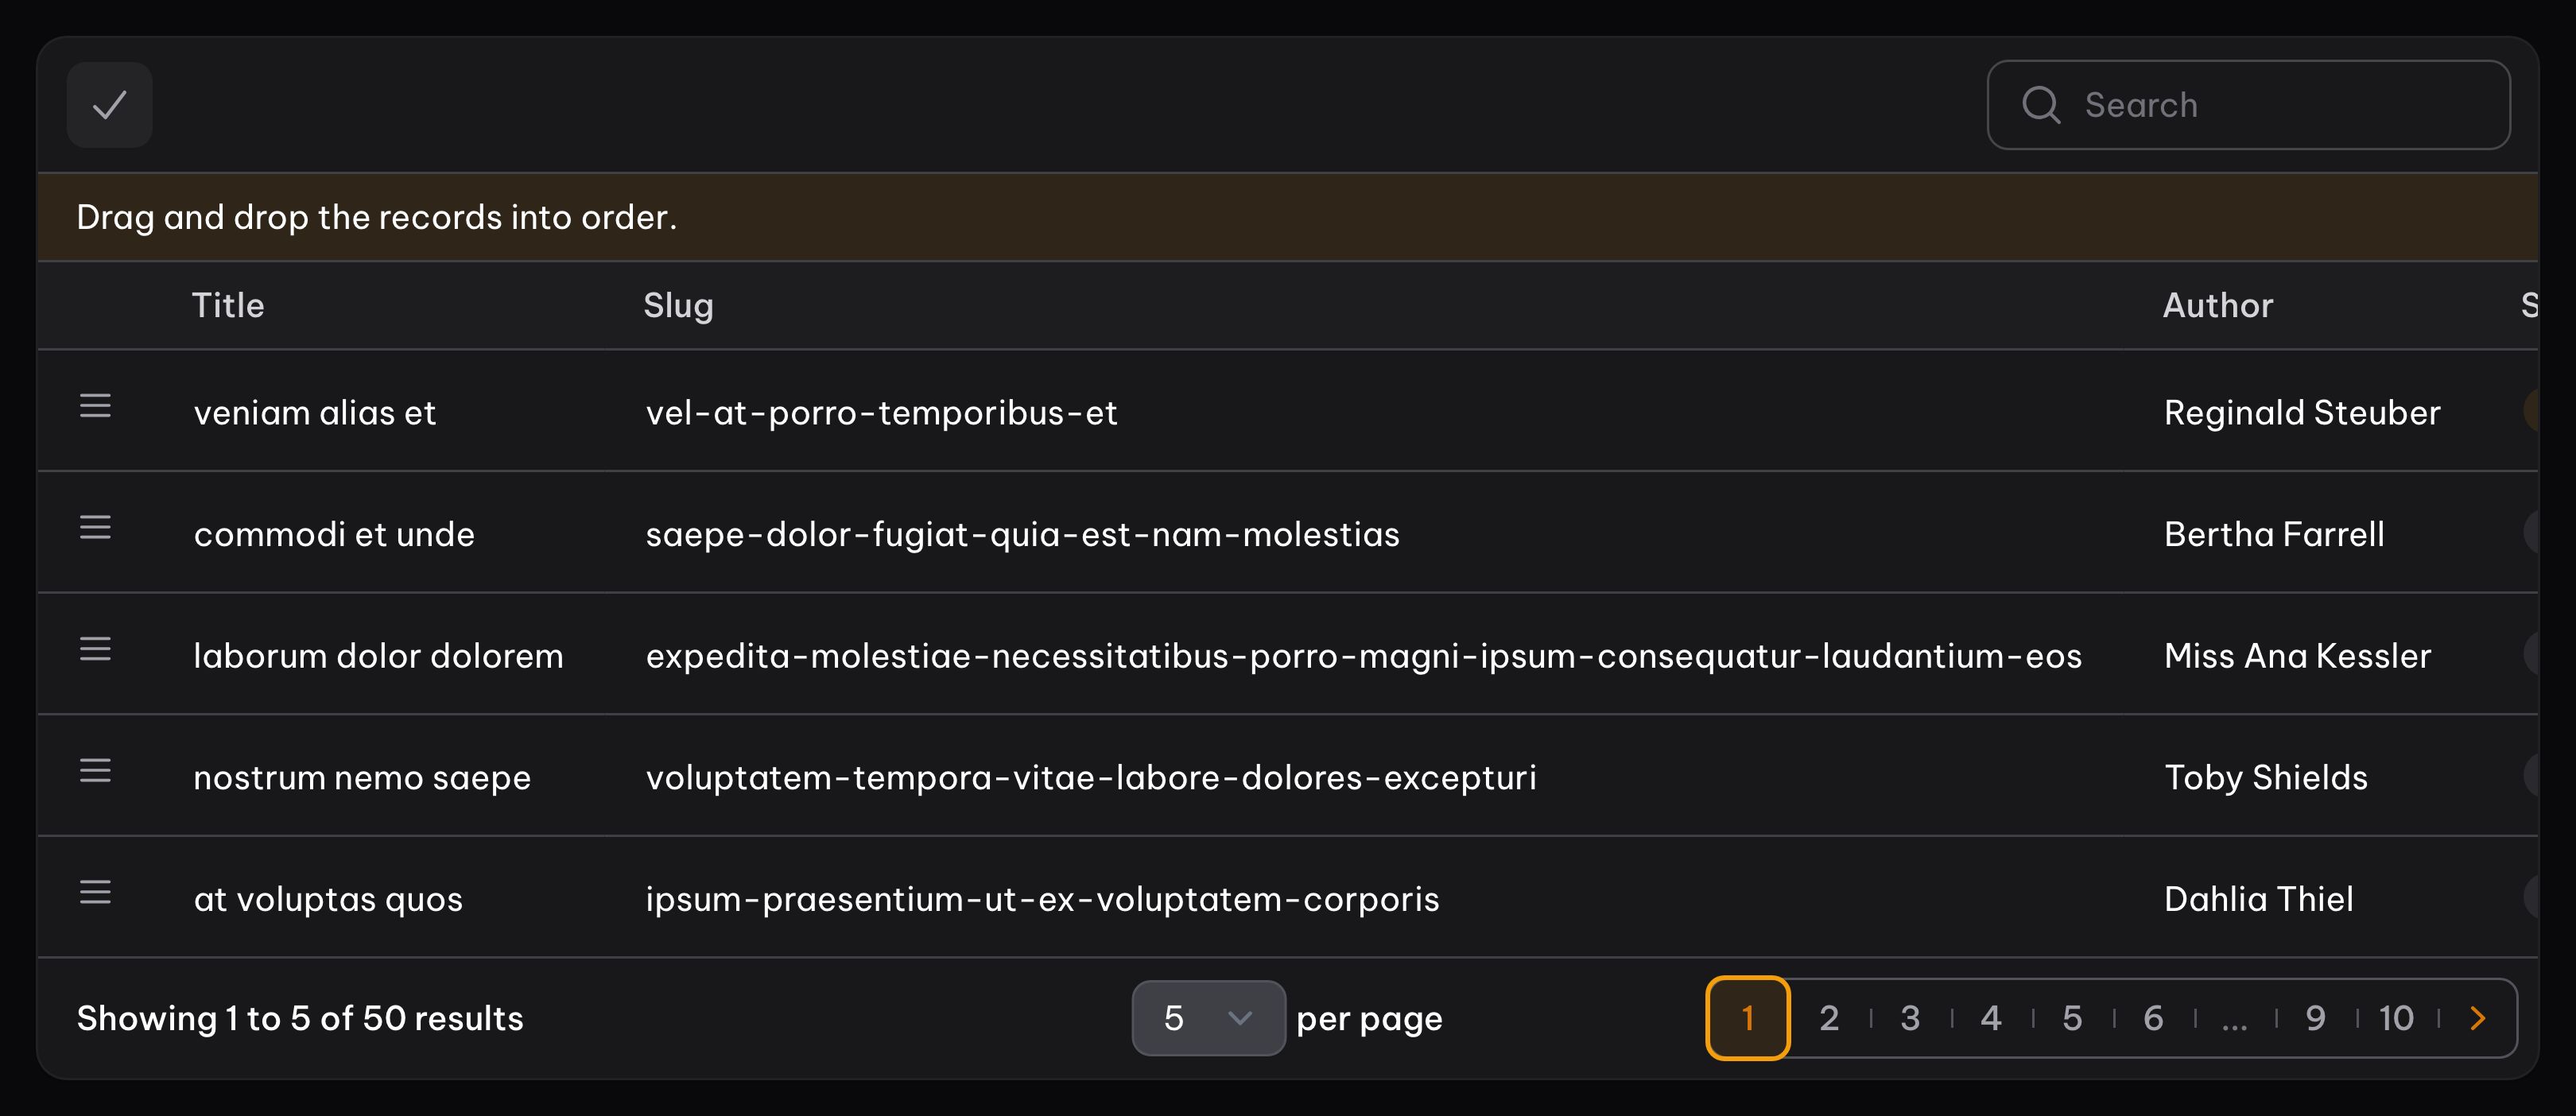 Search
Drag and drop the records into order.
Title Slug Author S
veniam alias et vel-at-porro-temporibus-et Reginald Steuber
commodi et unde saepe-dolor-fugiat-quia-est-nam-molestias Bertha Farrell
laborum dolor dolorem expedita-molestiae-necessitatibus-porro-magni-ipsum-consequatur-laudantium-eos Miss Ana Kessler
nostrum nemo saepe voluptatem-tempora-vitae-labore-dolores-excepturi Toby Shields
at voluptas quos ipsum-praesentium-ut-ex-voluptatem-corporis Dahlia Thiel
Showing 1 to 5 of 50 results 5 per page 1 2 3 4 5 6 ... 9 10